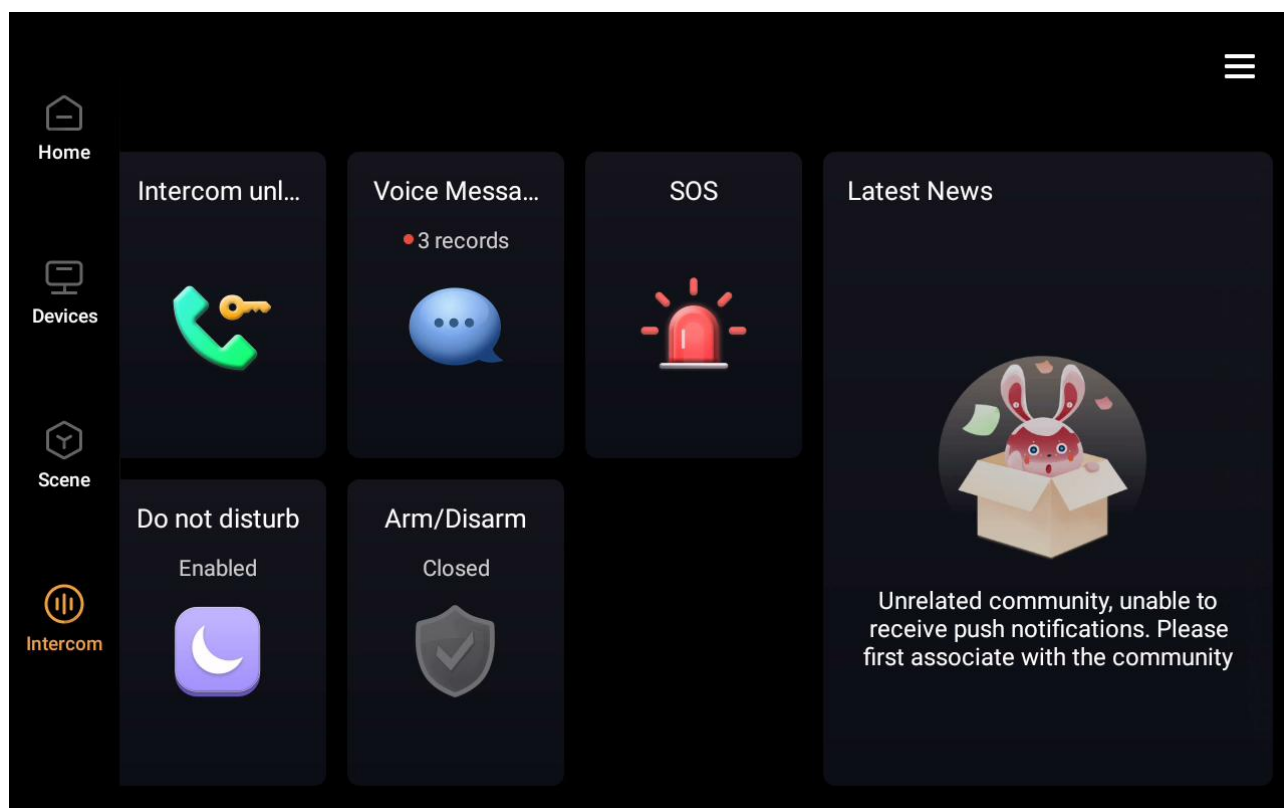 Home
Devices
Scene
Intercom
Intercom unl...
Voice Messa...
3 records
SOS
Latest News
Do not disturb
Enabled
Arm/Disarm
Closed
Unrelated community, unable to
receive push notifications. Please
first associate with the community